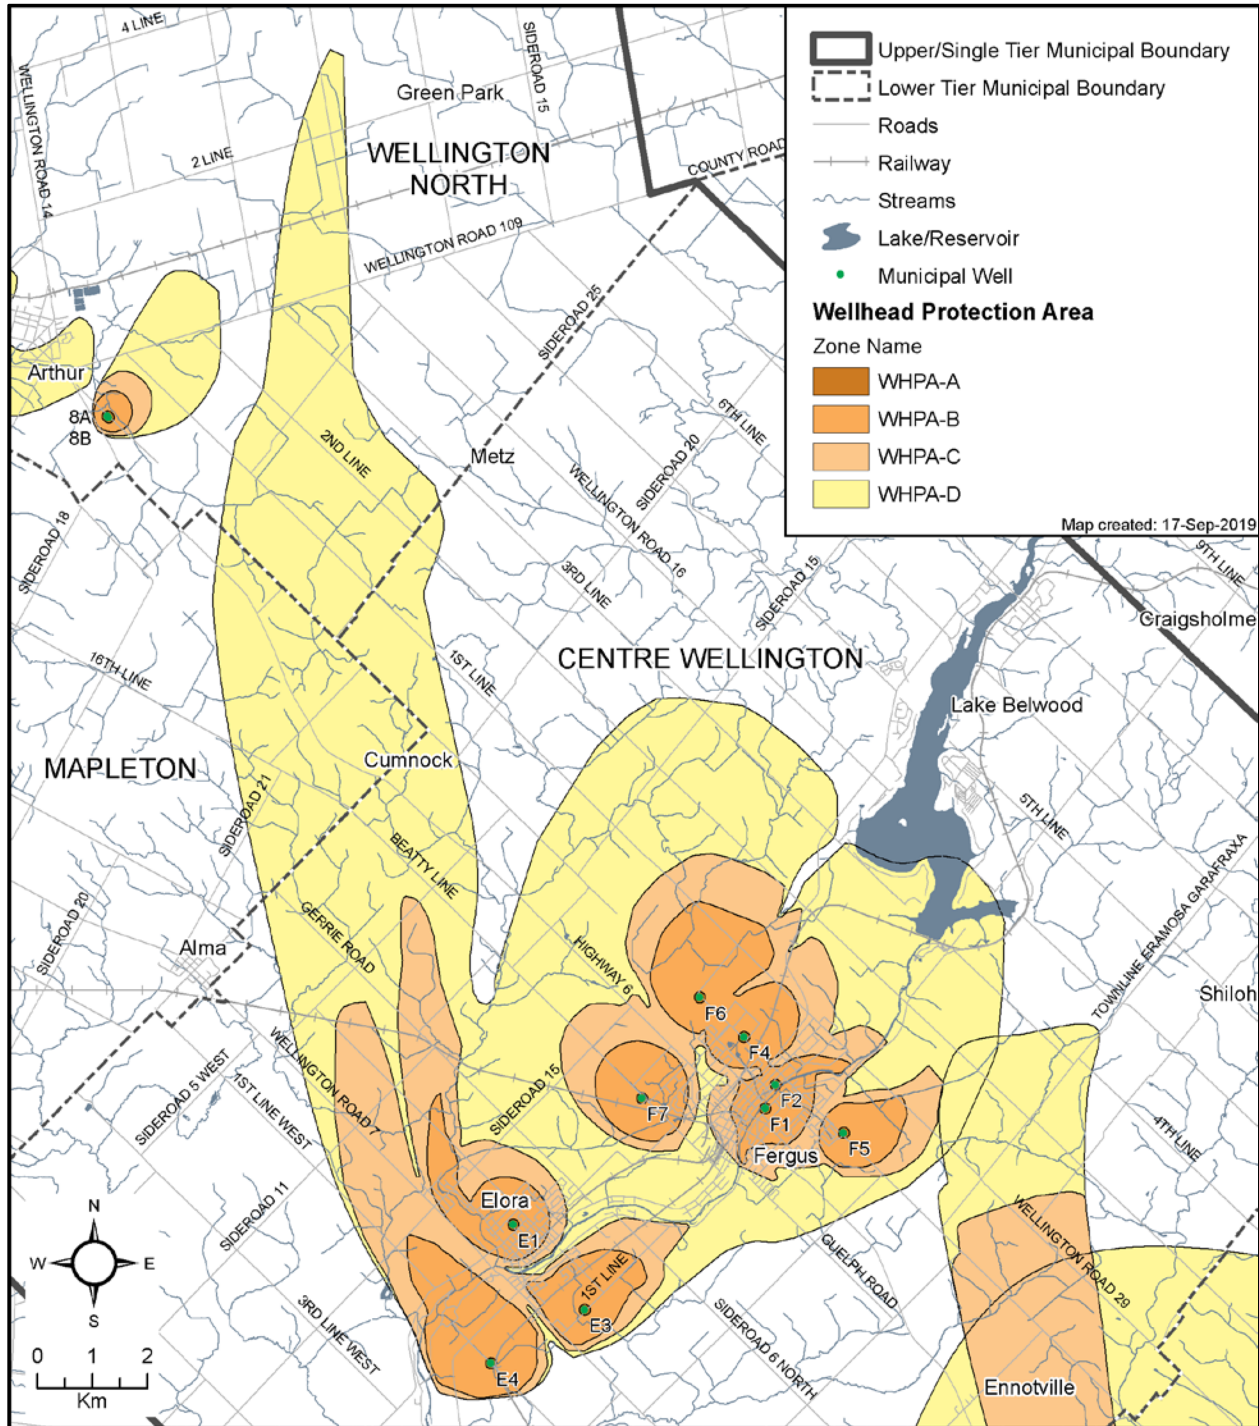 4 LINE
SIDEROAD 15
WELLINGTON ROAD 14
Green Park
2 LINE
WELLINGTON
NORTH
COUNTY ROAD
WELLINGTON ROAD 109
SIDEROAD 25
Arthur
8A
8B
2ND LINE
Metz
6TH LINE
SIDEROAD 20
WELLINGTON ROAD 16
SIDEROAD 18
3RD LINE
SIDEROAD 15
9TH LINE
Craigsholme
16TH LINE
1ST LINE
CENTRE WELLINGTON
Lake Belwood
MAPLETON
Cumnock
SIDEROAD 21
BEATTY LINE
5TH LINE
SIDEROAD 20
Alma
GERRIE ROAD
HIGHWAY 6
TOWNLINE ERAMOSA GARAFRAXA
Shiloh
F6
F4
SIDEROAD 5 WEST
1ST LINE WEST
WELLINGTON ROAD 7
SIDEROAD 15
F7
F2
F1
F5
Fergus
4TH LINE
SIDEROAD 11
Elora
E1
WELLINGTON ROAD 29
GUELPH ROAD
1ST LINE
E3
3RD LINE WEST
E4
SIDEROAD 6 NORTH
Ennotville
N
W E
S
0 1 2
Km
Upper/Single Tier Municipal Boundary
Lower Tier Municipal Boundary
Roads
Railway
Streams
Lake/Reservoir
Municipal Well
Wellhead Protection Area
Zone Name
WHPA-A
WHPA-B
WHPA-C
WHPA-D
Map created: 17-Sep-2019